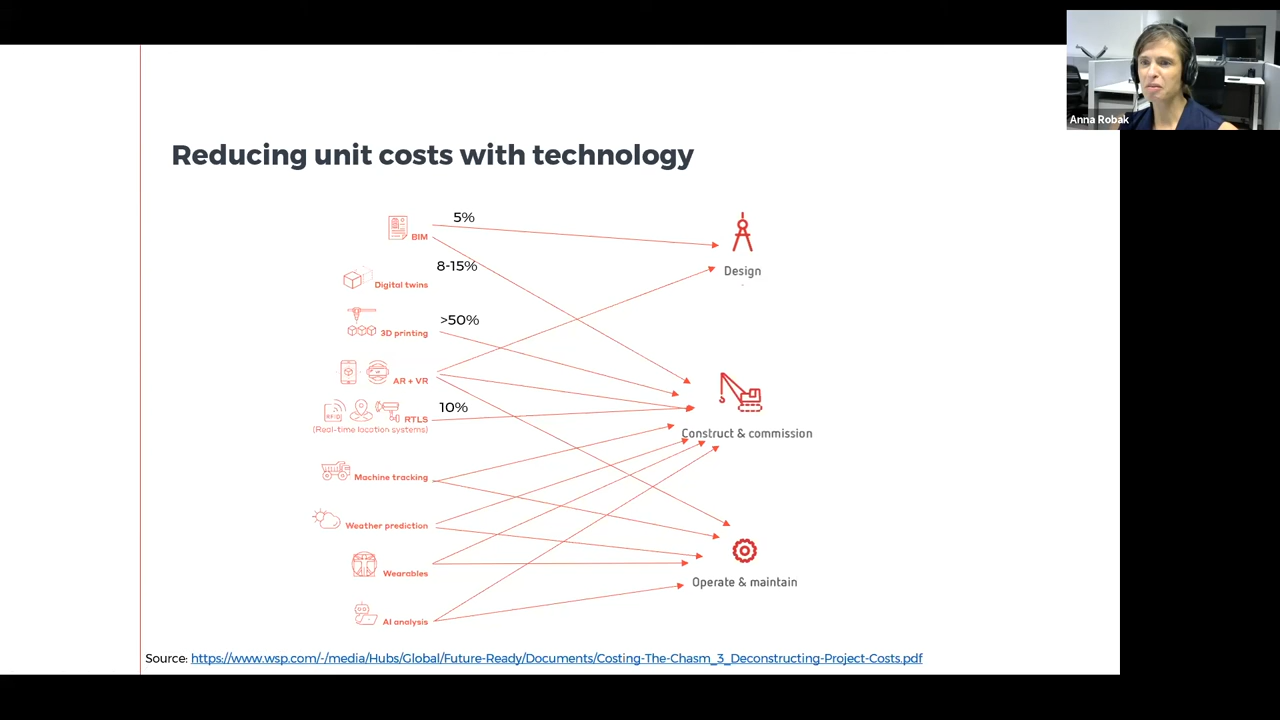 Anna Robak
Reducing unit costs with technology
5%
BIM
8-15%
Digital twins
>50%
3D printing
AR + VR
10%
RFID
RTLS
(Real-time location systems)
Machine tracking
Weather prediction
Wearables
AI analysis
Design
Construct & commission
Operate & maintain
Source: https://www.wsp.com/-/media/Hubs/Global/Future-Ready/Documents/Costing-The-Chasm_3_Deconstructing-Project-Costs.pdf